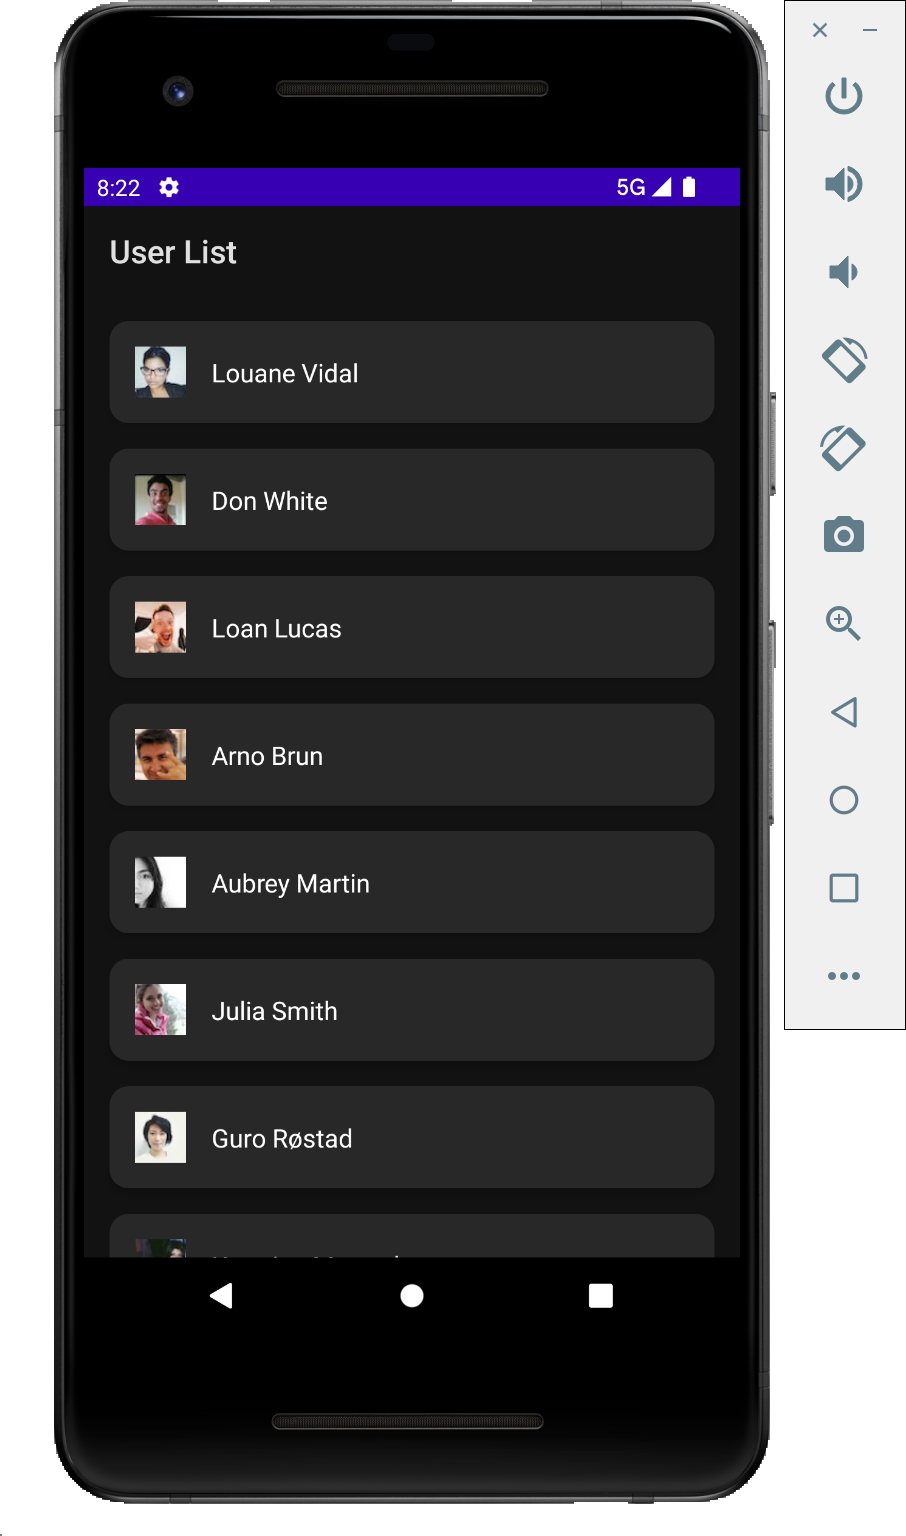 8:22 5G
User List
Louane Vidal
Don White
Loan Lucas
Arno Brun
Aubrey Martin
Julia Smith
Guro Røstad